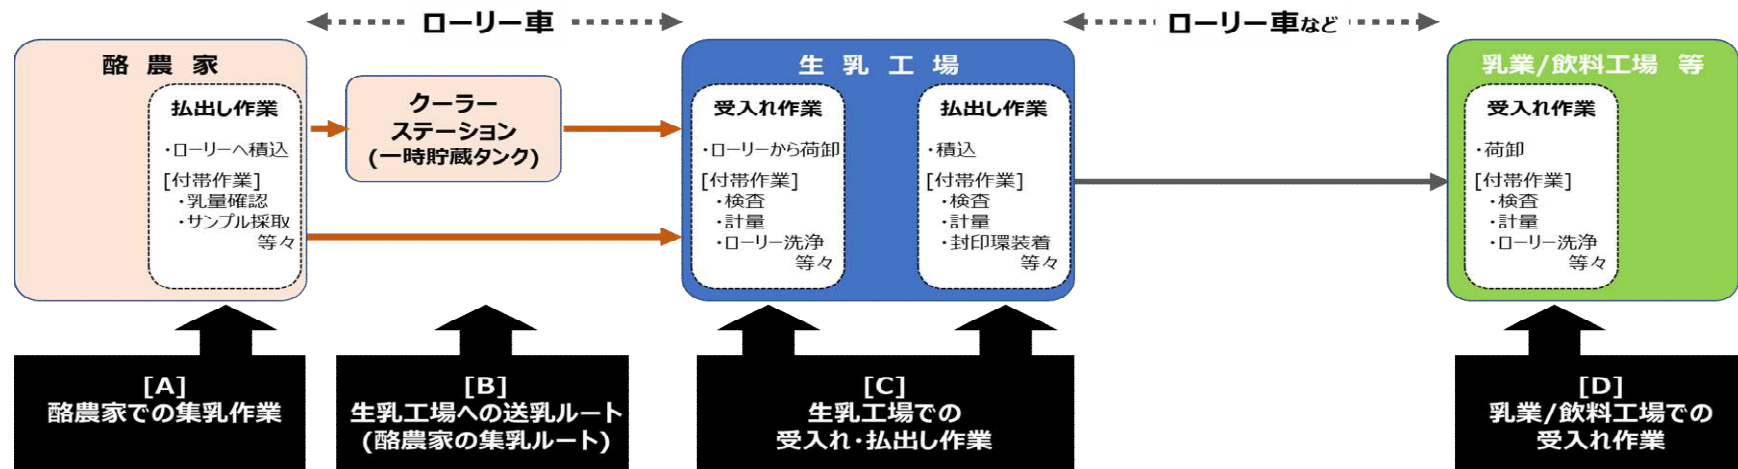 ローリー車
ローリー車など
酪農家
払出し作業
・ローリーへ積込
[付帯作業]
・乳量確認
・サンプル採取
等々
クーラー
ステーション
(一時貯蔵タンク)
生乳工場
受入れ作業
・ローリーから荷卸
[付帯作業]
・検査
・計量
・ローリー洗浄
等々
払出し作業
・積込
[付帯作業]
・検査
・計量
・封印環装着
等々
乳業/飲料工場 等
受入れ作業
・荷卸
[付帯作業]
・検査
・計量
・ローリー洗浄
等々
[A]
酪農家での集乳作業
[B]
生乳工場への送乳ルート
(酪農家の集乳ルート)
[C]
生乳工場での
受入れ・払出し作業
[D]
乳業/飲料工場での
受入れ作業